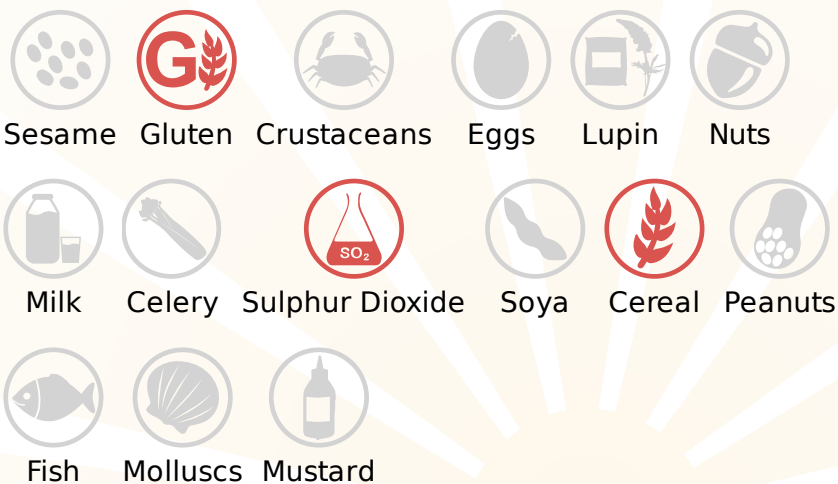 G
Sesame Gluten Crustaceans Eggs Lupin Nuts
SO₂
Milk Celery Sulphur Dioxide Soya Cereal Peanuts
Fish Molluscs Mustard